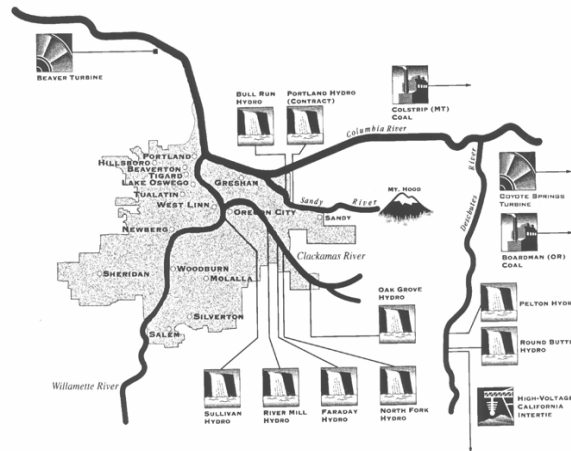 BEAVER TURBINE
BULL RUN
HYDRO
PORTLAND HYDRO
(CONTRACT)
COLSTRIP (MT)
COAL
Columbia River
PORTLAND
HILLSBORO
BEAVERTON
TIGARD
LAKE OSWEGO
TUALATIN
WEST LINN
GRESHAM
Sandy River
MT. HOOD
Deschutes River
COYOTE SPRINGS
TURBINE
OREGON CITY
SANDY
NEWBERG
Clackamas River
BOARDMAN (OR)
COAL
SHERIDAN
WOODBURN
MOLALLA
OAK GROVE
HYDRO
PELTON HYD
SILVERTON
SALEM
ROUND BUTT
HYDRO
Willamette River
SULLIVAN
HYDRO
RIVER MILL
HYDRO
FARADAY
HYDRO
NORTH FORK
HYDRO
HIGH-VOLTAGE
CALIFORNIA
INTERTIE